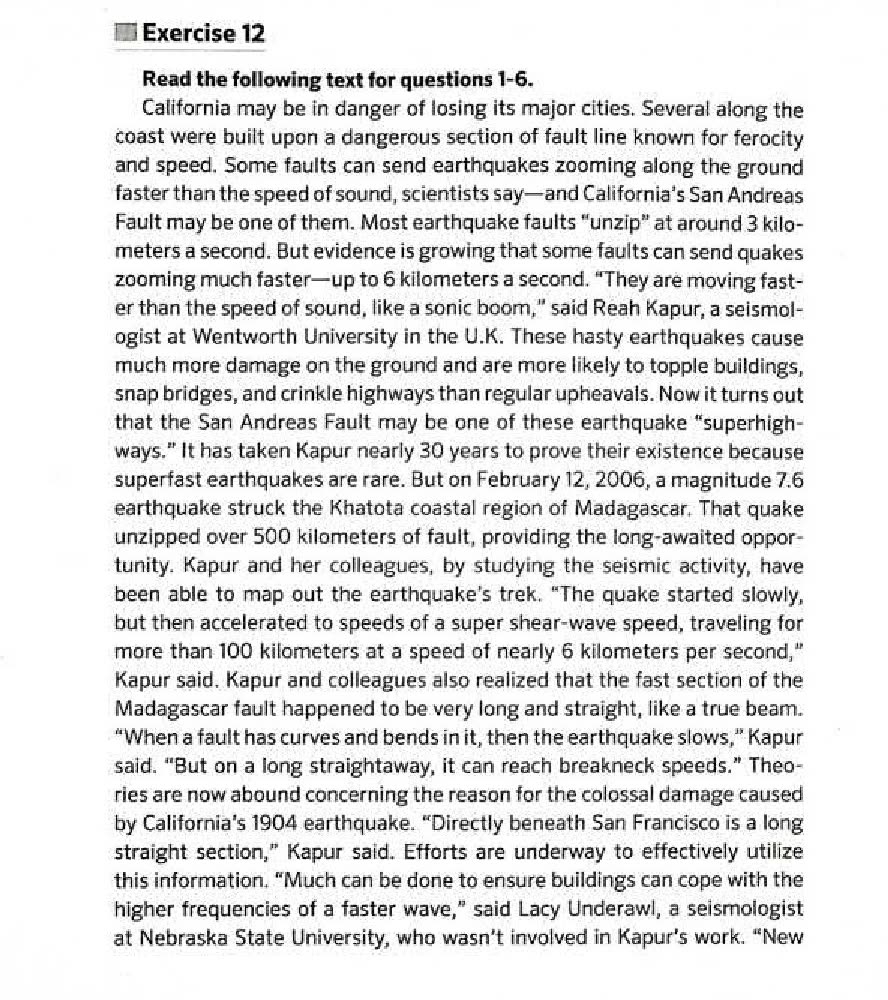 Exercise 12
Read the following text for questions 1-6.
California may be in danger of losing its major cities. Several along the
coast were built upon a dangerous section of fault line known for ferocity
and speed. Some faults can send earthquakes zooming along the ground
faster than the speed of sound, scientists say—and California's San Andreas
Fault may be one of them. Most earthquake faults "unzip" at around 3 kilo-
meters a second. But evidence is growing that some faults can send quakes
zooming much faster—up to 6 kilometers a second. "They are moving fast-
er than the speed of sound, like a sonic boom," said Reah Kapur, a seismol-
ogist at Wentworth University in the U.K. These hasty earthquakes cause
much more damage on the ground and are more likely to topple buildings,
snap bridges, and crinkle highways than regular upheavals. Now it turns out
that the San Andreas Fault may be one of these earthquake "superhigh-
ways." It has taken Kapur nearly 30 years to prove their existence because
superfast earthquakes are rare. But on February 12, 2006, a magnitude 7.6
earthquake struck the Khatota coastal region of Madagascar. That quake
unzipped over 500 kilometers of fault, providing the long-awaited oppor-
tunity. Kapur and her colleagues, by studying the seismic activity, have
been able to map out the earthquake's trek. "The quake started slowly,
but then accelerated to speeds of a super shear-wave speed, traveling for
more than 100 kilometers at a speed of nearly 6 kilometers per second,"
Kapur said. Kapur and colleagues also realized that the fast section of the
Madagascar fault happened to be very long and straight, like a true beam.
"When a fault has curves and bends in it, then the earthquake slows," Kapur
said. "But on a long straightaway, it can reach breakneck speeds." Theo-
ries are now abound concerning the reason for the colossal damage caused
by California's 1904 earthquake. "Directly beneath San Francisco is a long
straight section," Kapur said. Efforts are underway to effectively utilize
this information. "Much can be done to ensure buildings can cope with the
higher frequencies of a faster wave," said Lacy Underawl, a seismologist
at Nebraska State University, who wasn't involved in Kapur's work. "New